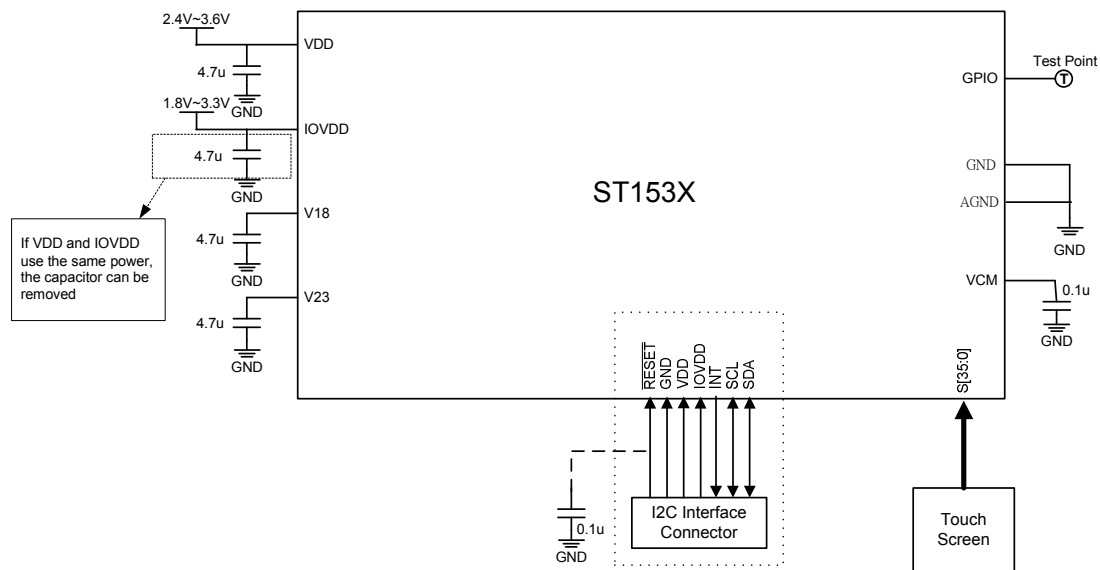 2.4V~3.6V
VDD
4.7u
GND
1.8V~3.3V
IOVDD
4.7u
GND
V18
4.7u
GND
V23
4.7u
GND
If VDD and IOVDD
use the same power,
the capacitor can be
removed
ST153X
Test Point
GPIO
T
GND
AGND
GND
VCM
0.1u
GND
RESET
GND
VDD
IOVDD
INT
SCL
SDA
S[35:0]
0.1u
GND
I2C Interface
Connector
Touch
Screen